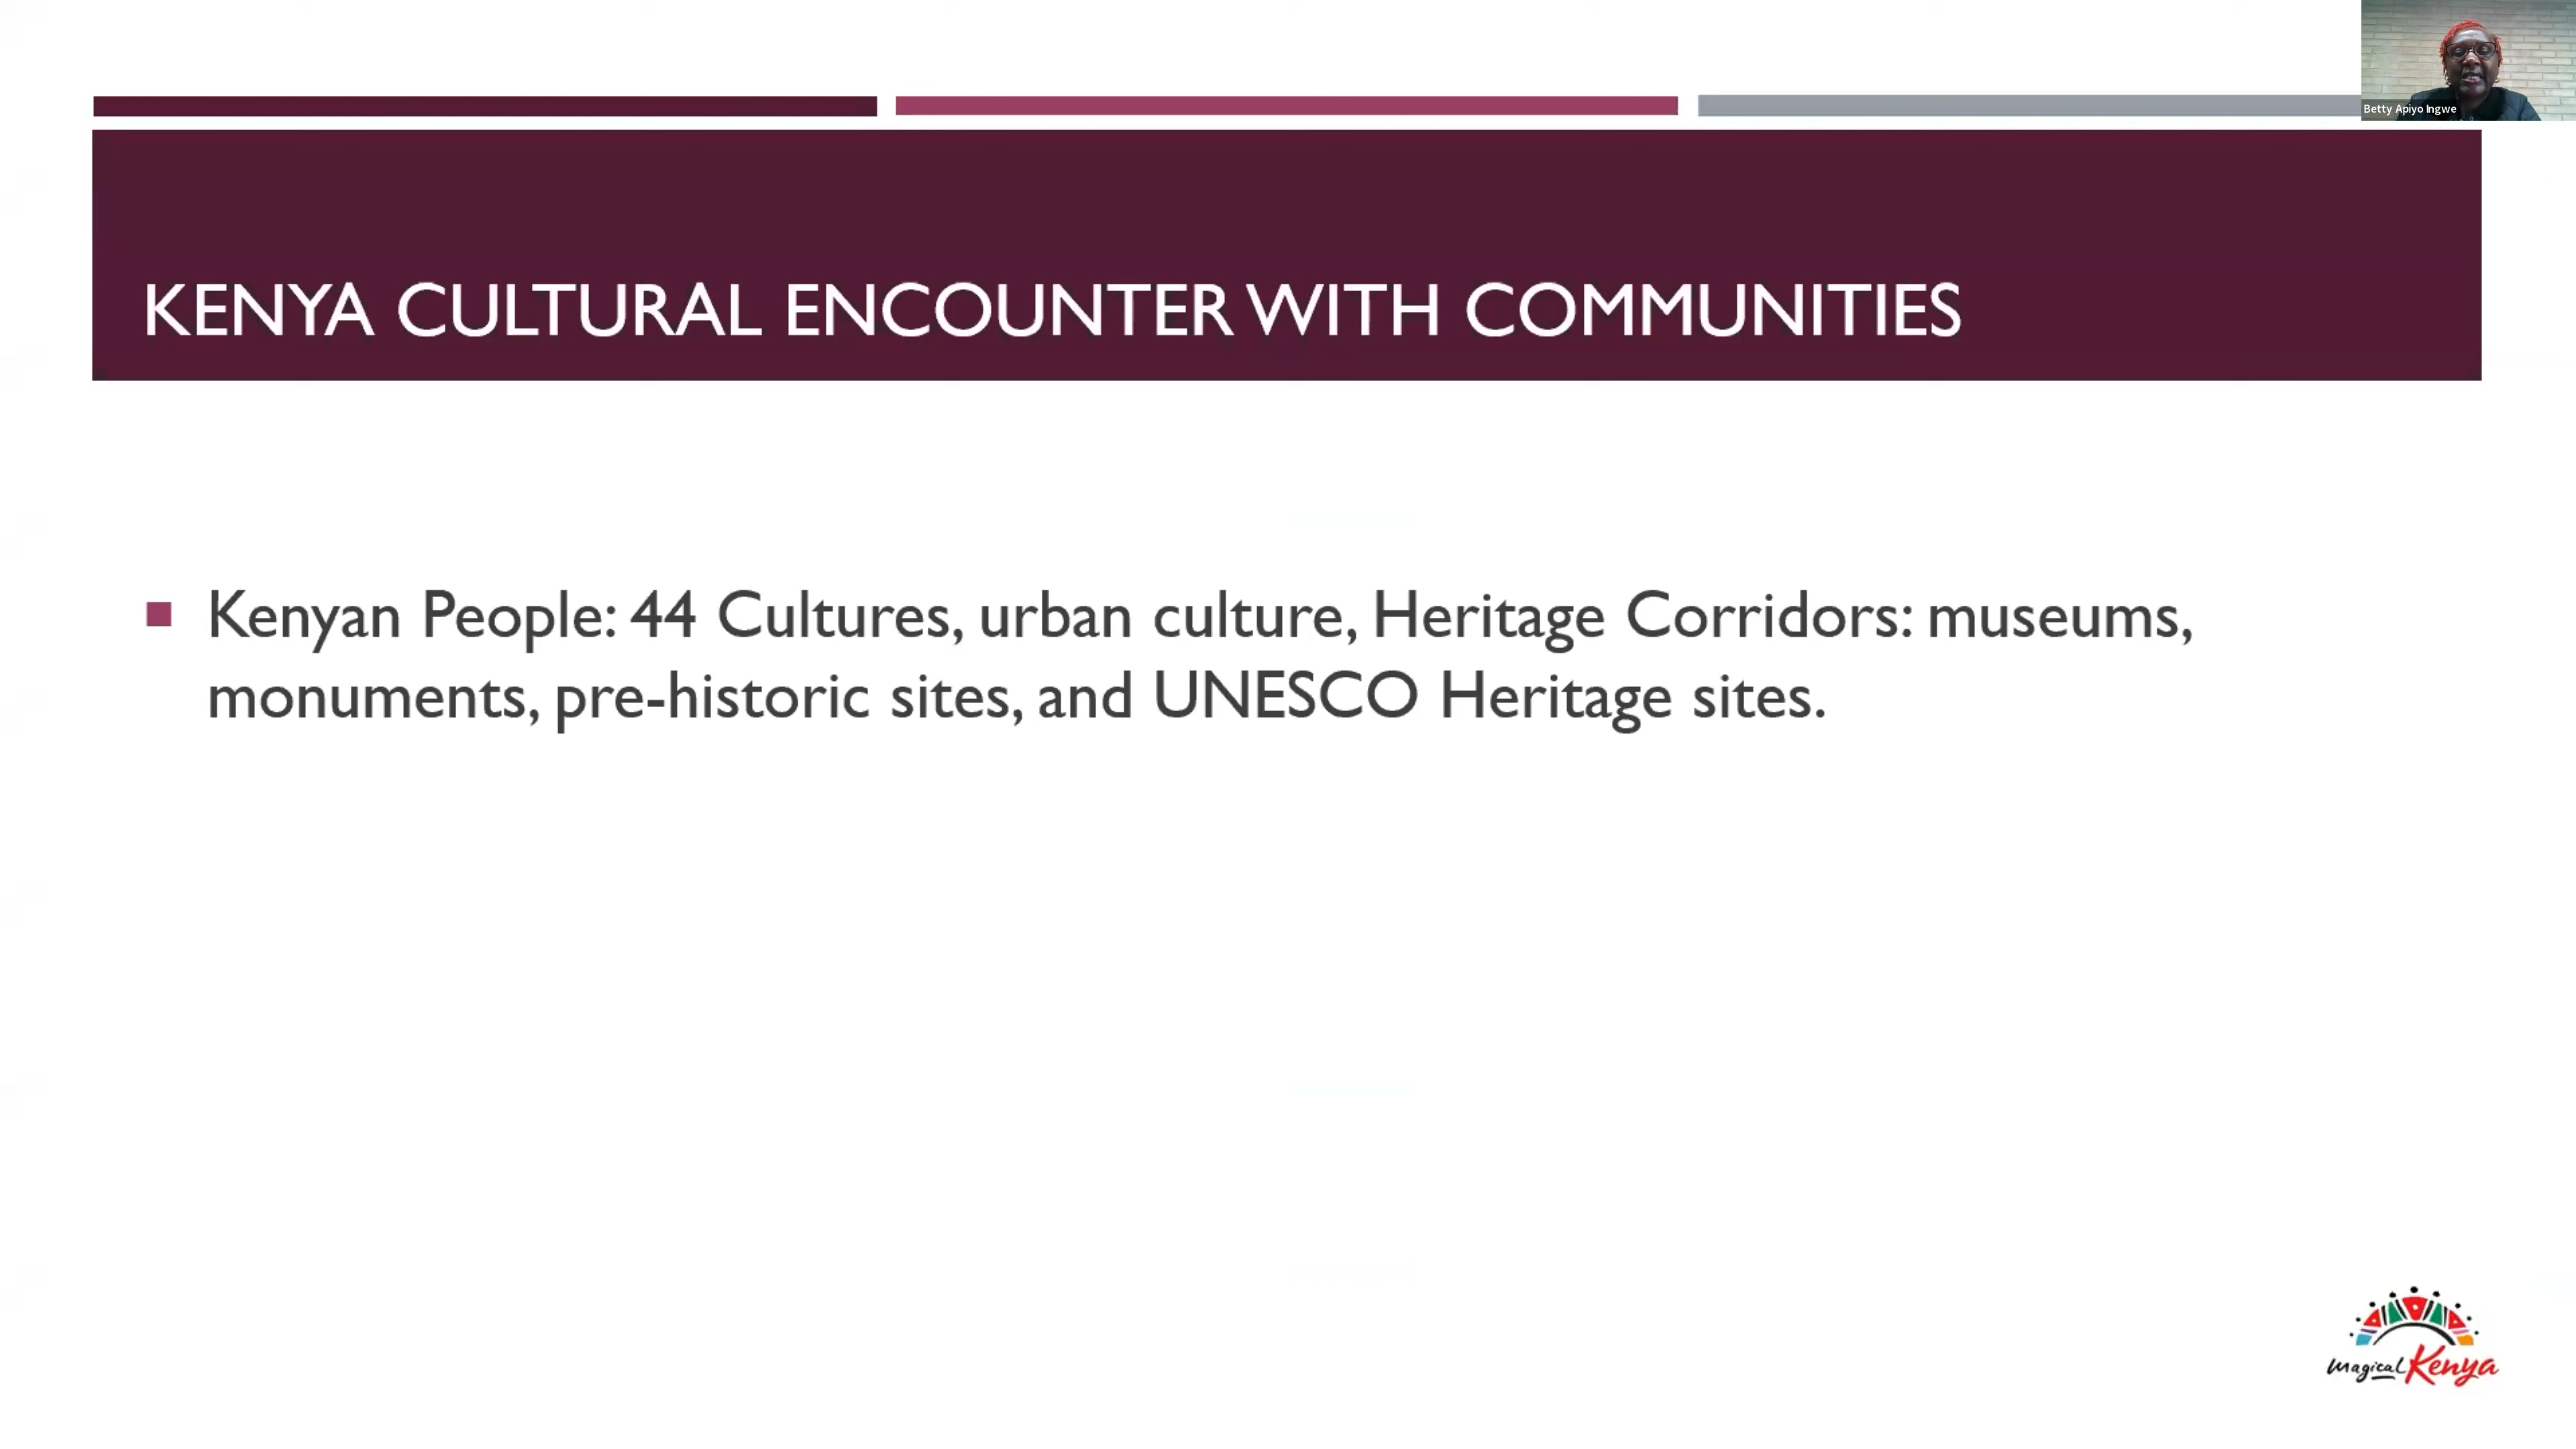 Betty Apiyo Ingwe
KENYA CULTURAL ENCOUNTER WITH COMMUNITIES
Kenyan People: 44 Cultures, urban culture, Heritage Corridors: museums,
monuments, pre-historic sites, and UNESCO Heritage sites.
magical Kenya